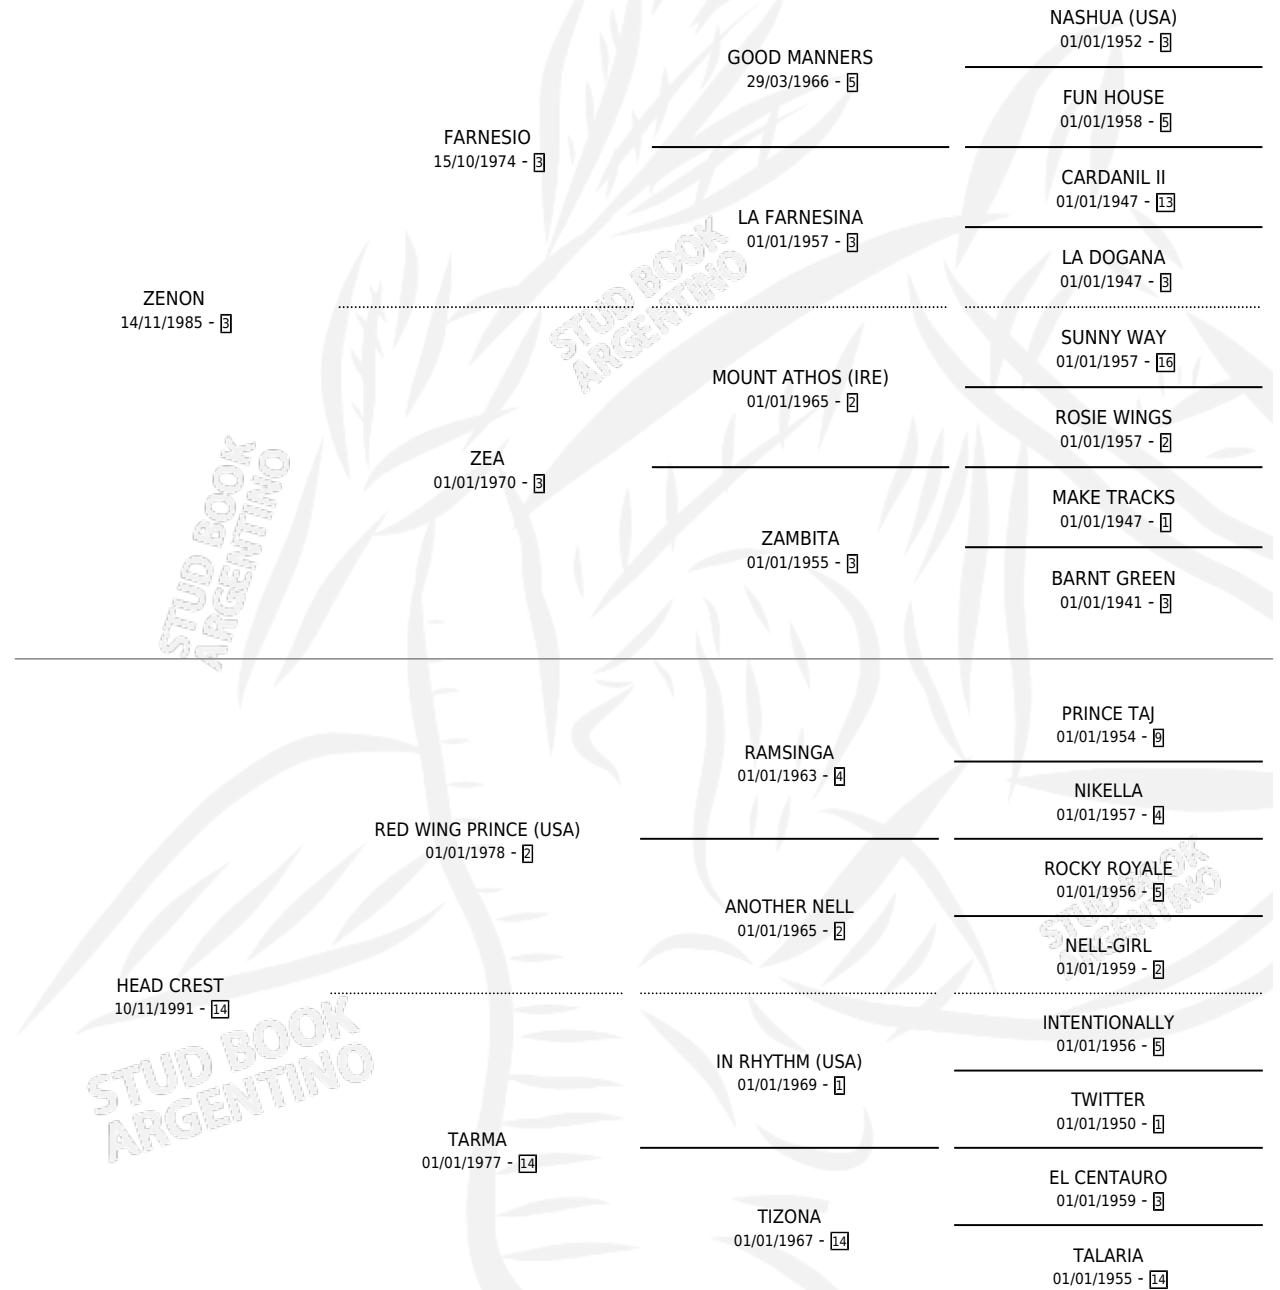 NASHUA (USA)
01/01/1952 - 3
GOOD MANNERS
29/03/1966 - 5
FUN HOUSE
01/01/1958 - 5
FARNESIO
15/10/1974 - 3
CARDANIL II
01/01/1947 - 13
LA FARNESINA
01/01/1957 - 3
LA DOGANA
01/01/1947 - 3
ZENON
14/11/1985 - 3
STUD BOOK
ARGENTINO
SUNNY WAY
01/01/1957 - 16
MOUNT ATHOS (IRE)
01/01/1965 - 2
ROSIE WINGS
01/01/1957 - 2
ZEA
01/01/1970 - 3
MAKE TRACKS
01/01/1947 - 1
ZAMBITA
01/01/1955 - 3
BARNT GREEN
01/01/1941 - 3
STUD BOOK
ARGENTINO
PRINCE TAJ
01/01/1954 - 9
RAMSINGA
01/01/1963 - 4
NIKELLA
01/01/1957 - 4
RED WING PRINCE (USA)
01/01/1978 - 2
ROCKY ROYALE
01/01/1956 - 5
ANOTHER NELL
01/01/1965 - 2
NELL-GIRL
01/01/1959 - 2
STUD BOOK
ARGENTINO
HEAD CREST
10/11/1991 - 14
INTENTIONALLY
01/01/1956 - 5
IN RHYTHM (USA)
01/01/1969 - 1
TWITTER
01/01/1950 - 1
STUD BOOK
ARGENTINO
TARMA
01/01/1977 - 14
EL CENTAURO
01/01/1959 - 3
TIZONA
01/01/1967 - 14
TALARIA
01/01/1955 - 14